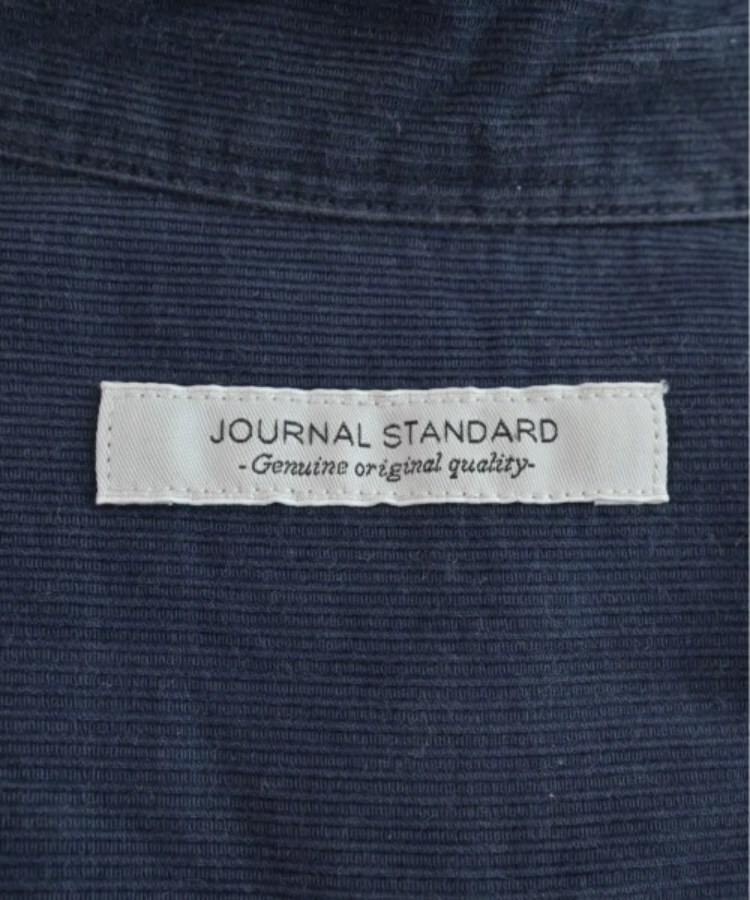 JOURNAL STANDARD
-Genuine original quality-